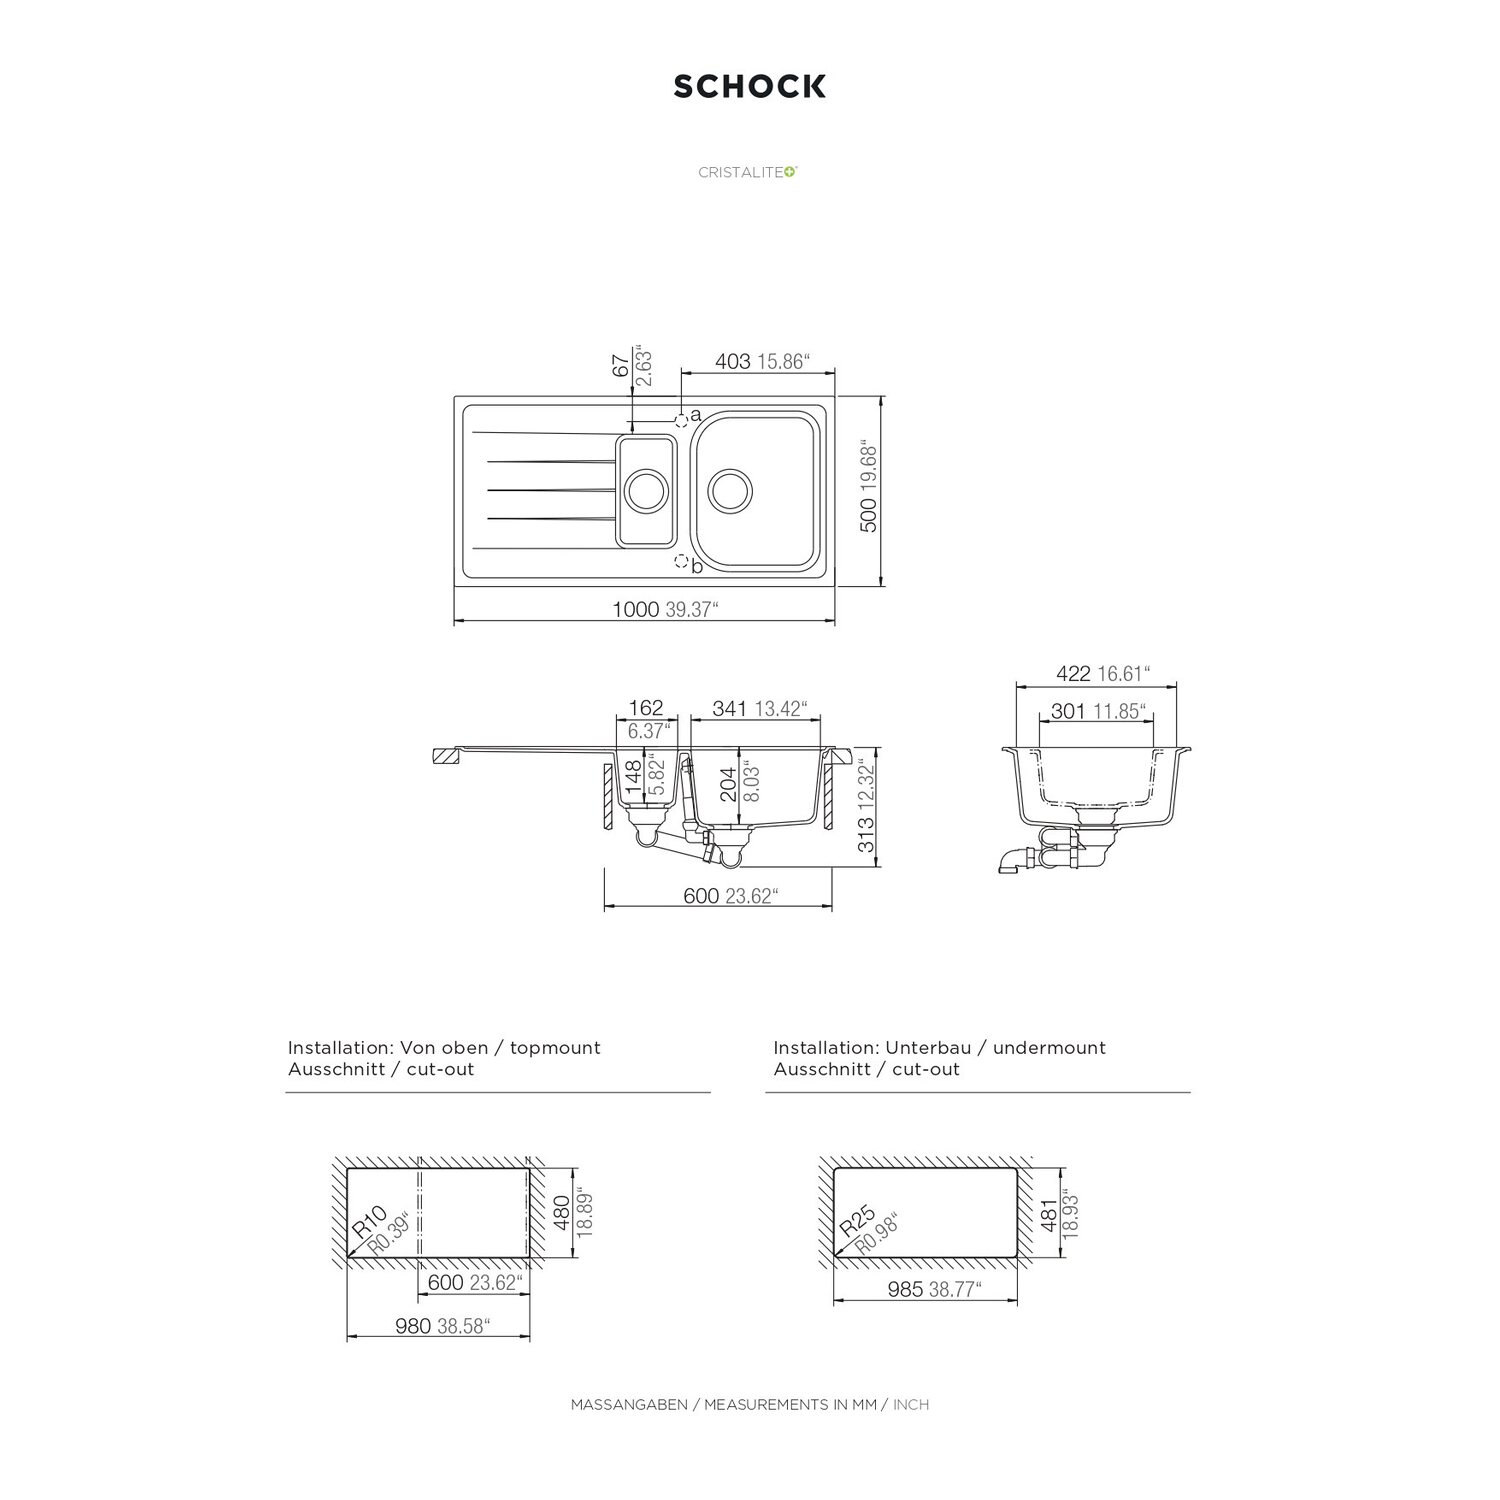 SCHOCK
CRISTALITE+
67
2.63“
403 15.86“
a
b
500 19.68“
1000 39.37“
162
6.37“
341 13.42“
148
5.82“
204
8.03“
313 12.32“
600 23.62“
422 16.61“
301 11.85“
Installation: Von oben / topmount
Ausschnitt / cut-out
R10
R0.39“
480
18.89“
600 23.62“
980 38.58“
Installation: Unterbau / undermount
Ausschnitt / cut-out
R25
R0.98“
481
18.93“
985 38.77“
MASSANGABEN / MEASUREMENTS IN MM / INCH